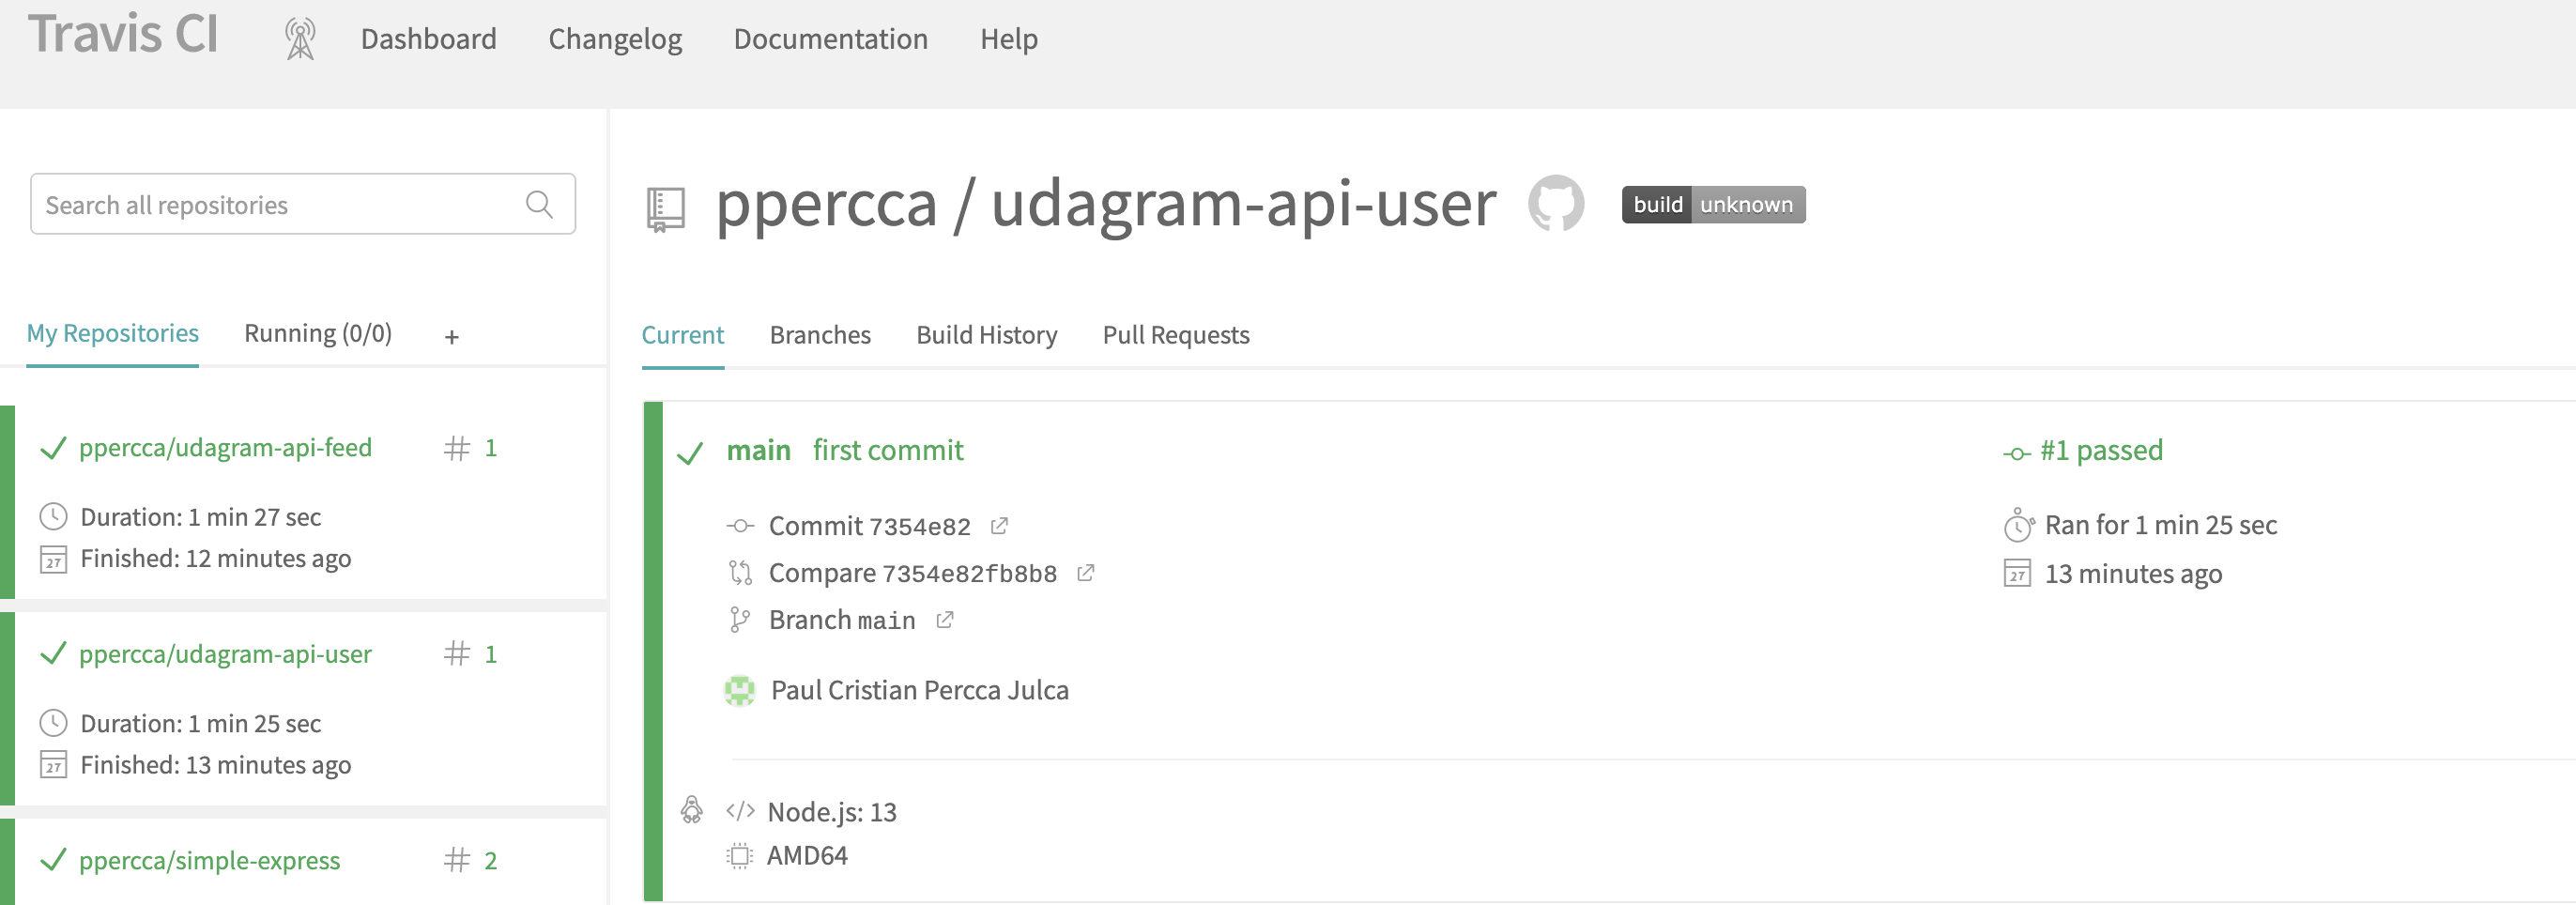 Travis CI
Dashboard Changelog Documentation Help
Search all repositories
My Repositories Running (0/0) +
ppercca/udagram-api-feed # 1
Duration: 1 min 27 sec
27 Finished: 12 minutes ago
ppercca/udagram-api-user # 1
Duration: 1 min 25 sec
27 Finished: 13 minutes ago
ppercca/simple-express # 2
ppercca / udagram-api-user build unknown
Current Branches Build History Pull Requests
main first commit
Commit 7354e82
Compare 7354e82fb8b8
Branch main
Paul Cristian Percca Julca
#1 passed
Ran for 1 min 25 sec
27 13 minutes ago
</> Node.js: 13
AMD64